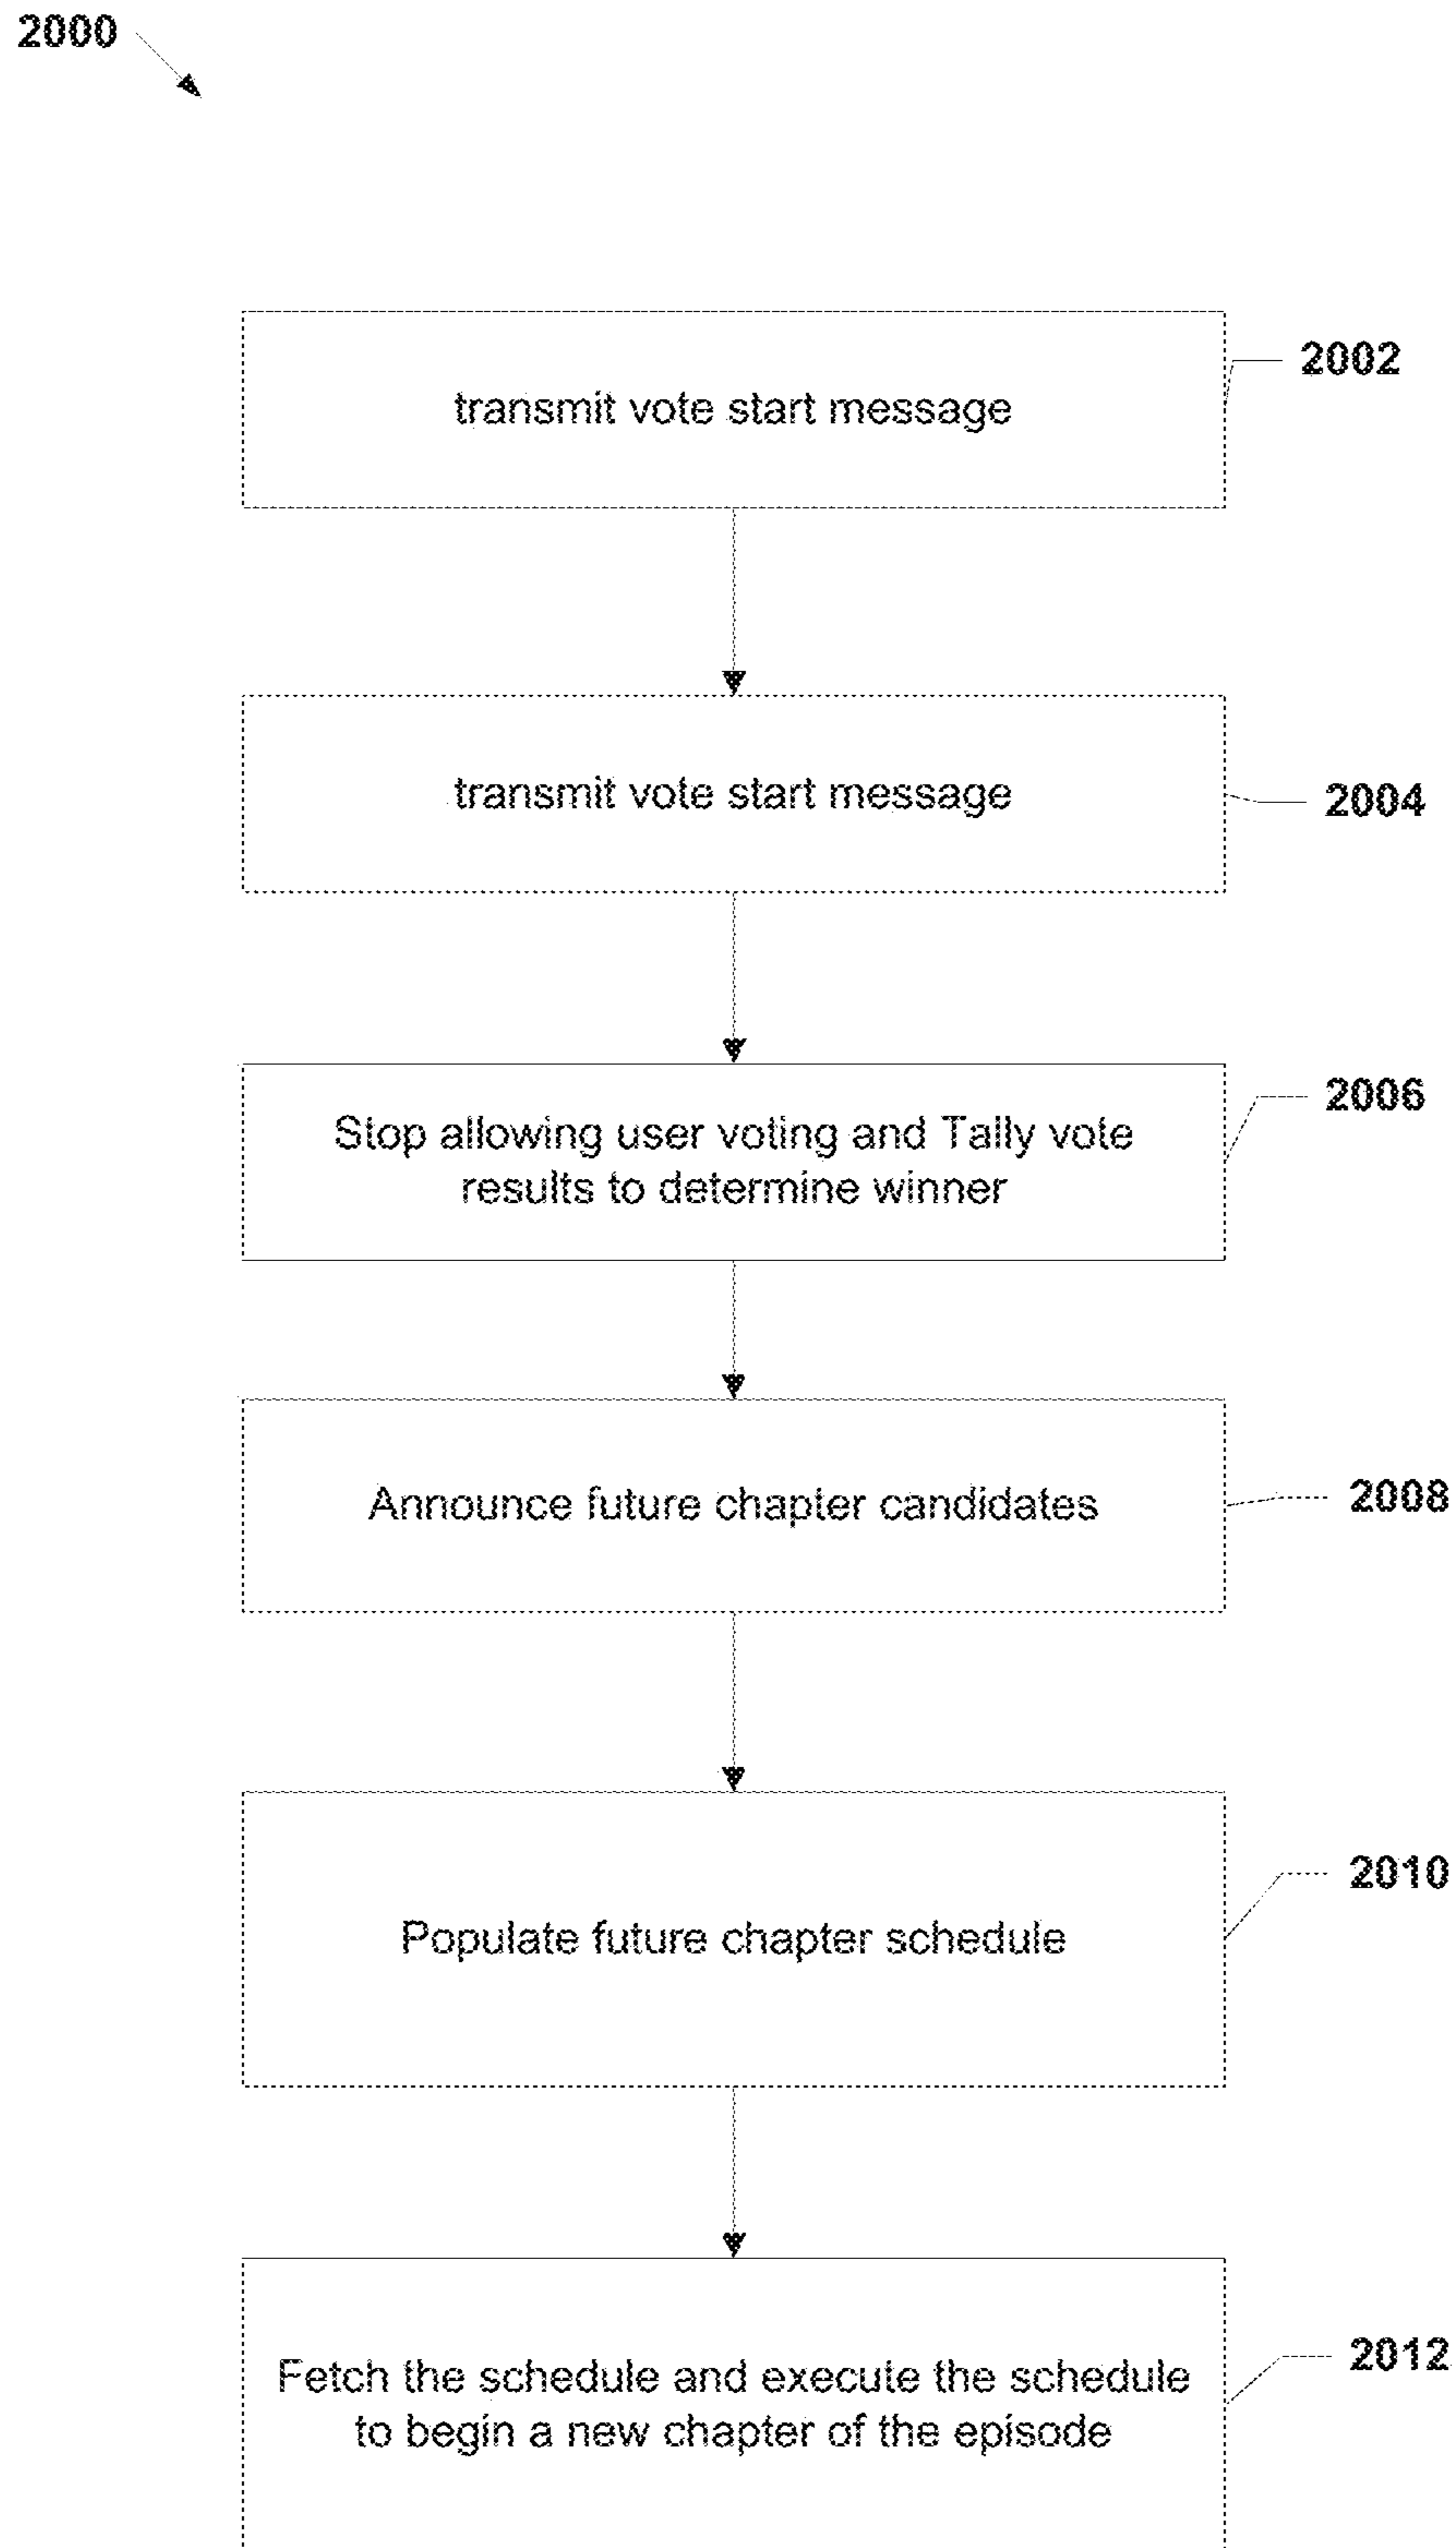 2000
transmit vote start message
2002
transmit vote start message
2004
Stop allowing user voting and Tally vote
results to determine winner
2006
Announce future chapter candidates
2008
Populate future chapter schedule
2010
Fetch the schedule and execute the schedule
to begin a new chapter of the episode
2012